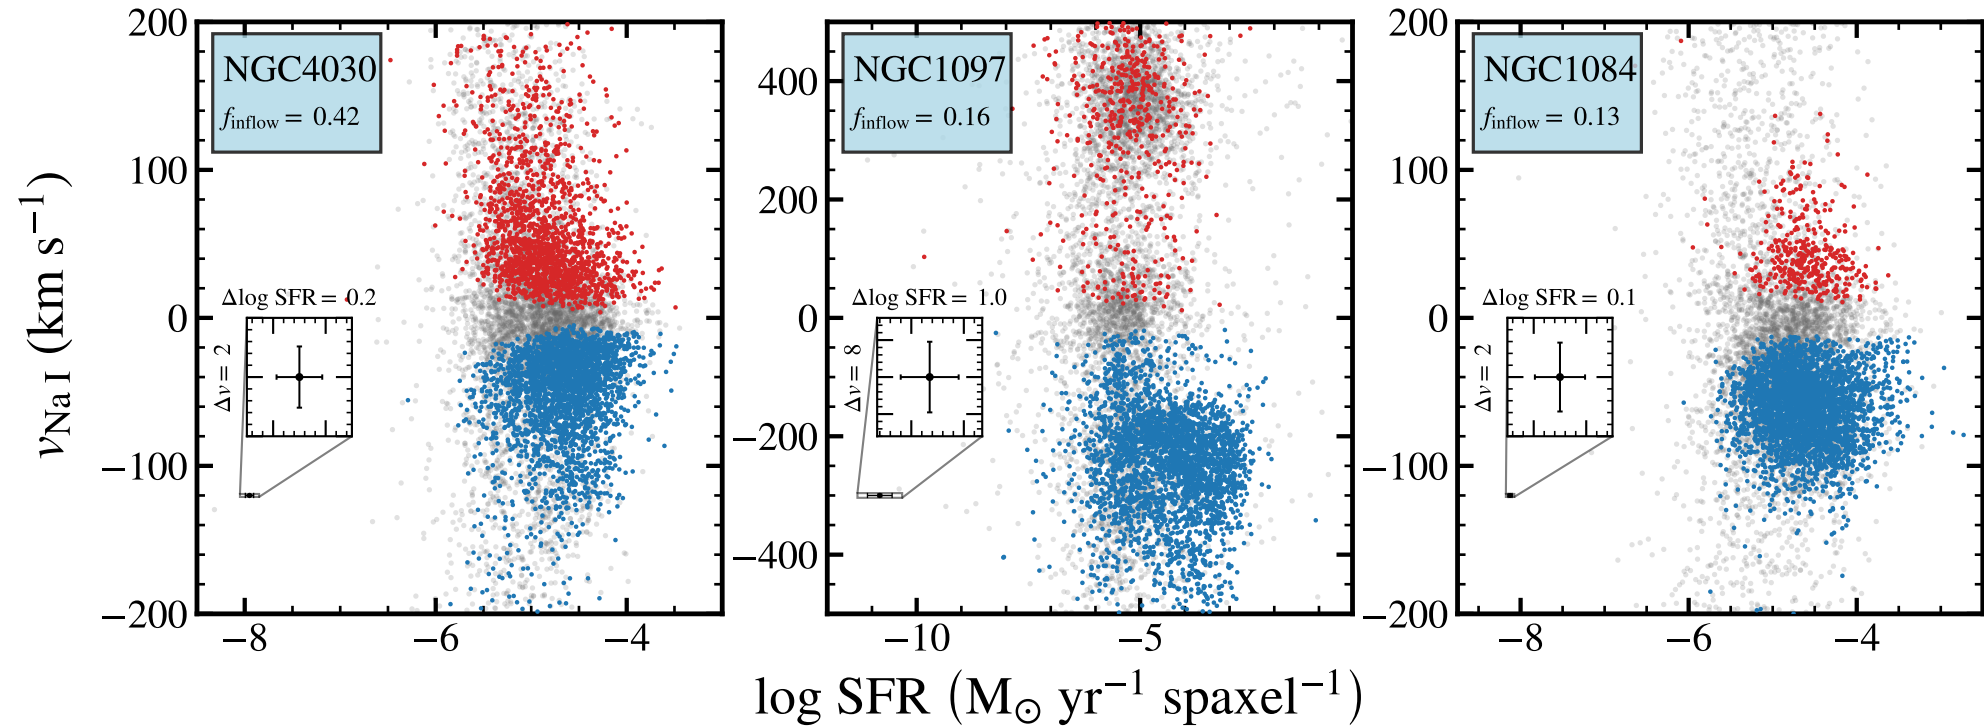 NGC4030
f_inflow = 0.42
Δlog SFR = 0.2
Δv = 2
200
100
0
−100
−200
−8
−6
−4
NGC1097
f_inflow = 0.16
Δlog SFR = 1.0
Δv = 8
400
200
0
−200
−400
−10
−5
NGC1084
f_inflow = 0.13
Δlog SFR = 0.1
Δv = 2
200
100
0
−100
−200
−8
−6
−4
v_Na I (km s⁻¹)
log SFR (M_⊙ yr⁻¹ spaxel⁻¹)